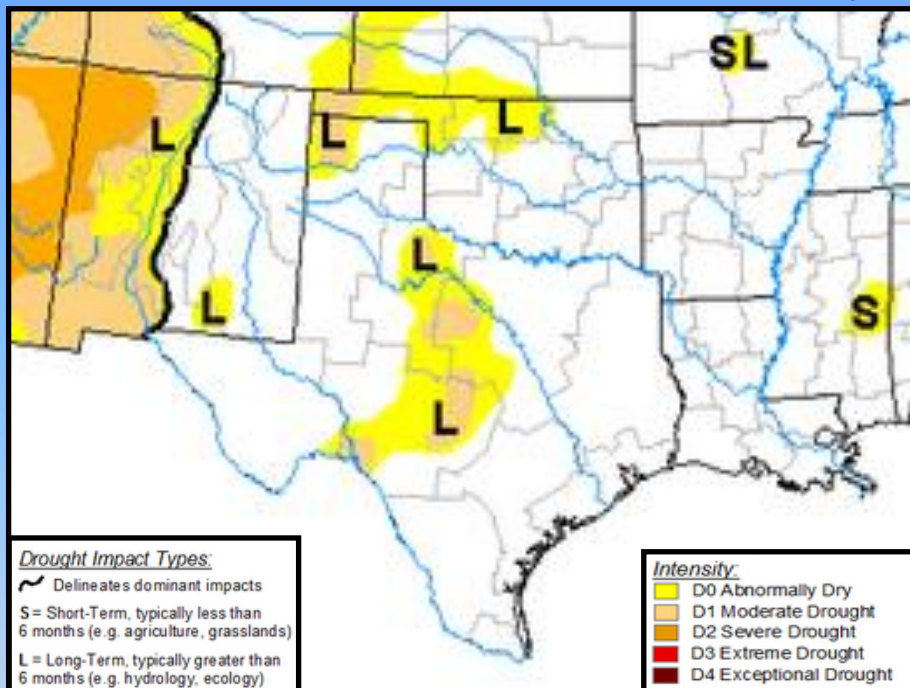 SL
L
L
L
L
L
S
L
Drought Impact Types:
Delineates dominant impacts
S = Short-Term, typically less than
6 months (e.g. agriculture, grasslands)
L = Long-Term, typically greater than
6 months (e.g. hydrology, ecology)
Intensity:
D0 Abnormally Dry
D1 Moderate Drought
D2 Severe Drought
D3 Extreme Drought
D4 Exceptional Drought